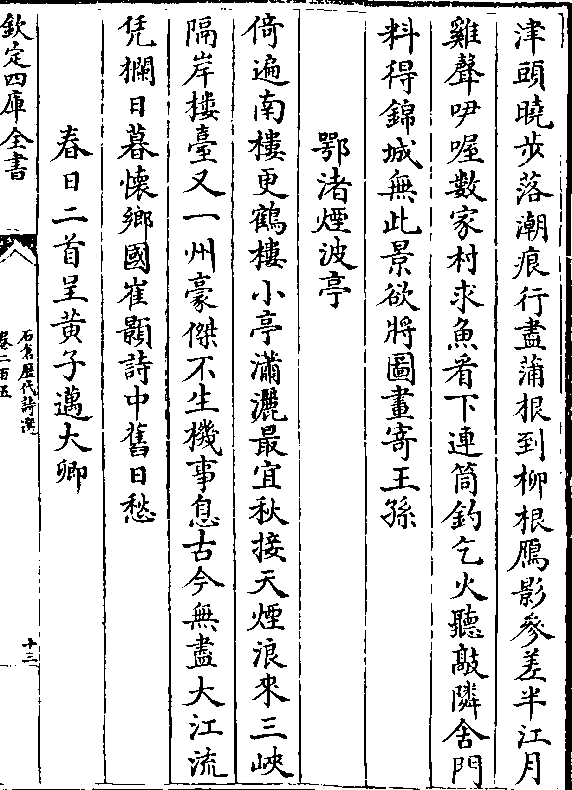 津頭曉步落潮痕行盡蒲根到柳根鴈影參差半江月
雞聲咿喔數家村求魚看下連筒釣乞火聽敲隣舍門
料得錦城無此景欲將圖畫寄王孫
鄂渚煙波亭
倚遍南樓更鶴樓小亭瀟灑最宜秋接天煙浪來三峽
隔岸樓臺又一州豪傑不生機事息古今無盡大江流
凭欄日暮懷鄉國崔顥詩中舊日愁
春日二首呈黄子邁大卿
欽定四庫全書
石倉歷代詩選
卷二百五
十三